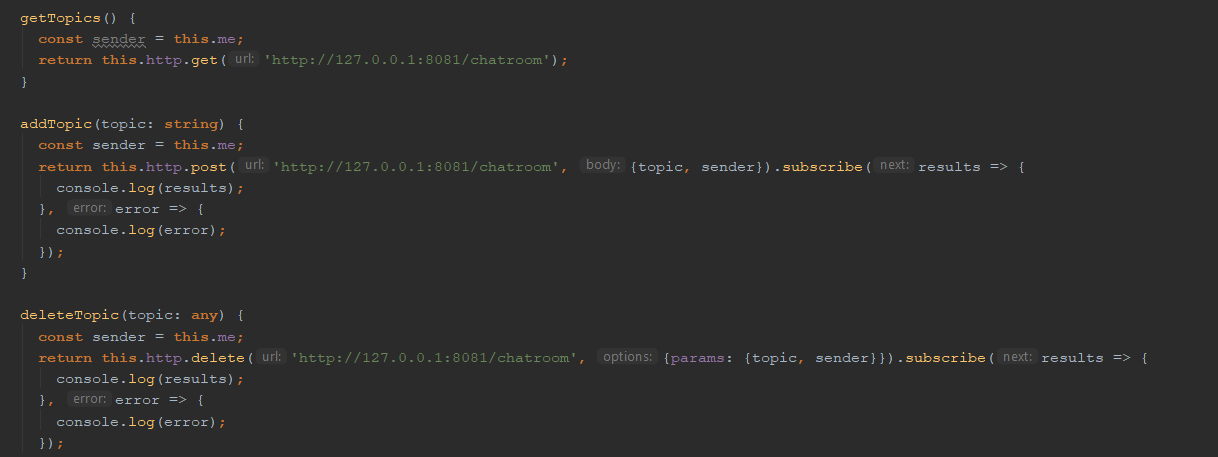 getTopics() {
const sender = this.me;
return this.http.get( url: 'http://127.0.0.1:8081/chatroom');
}
addTopic(topic: string) {
const sender = this.me;
return this.http.post( url: 'http://127.0.0.1:8081/chatroom', body: {topic, sender}).subscribe( next: results => {
console.log(results);
}, error: error => {
console.log(error);
});
}
deleteTopic(topic: any) {
const sender = this.me;
return this.http.delete( url: 'http://127.0.0.1:8081/chatroom', options: {params: {topic, sender}}).subscribe( next: results => {
console.log(results);
}, error: error => {
console.log(error);
});